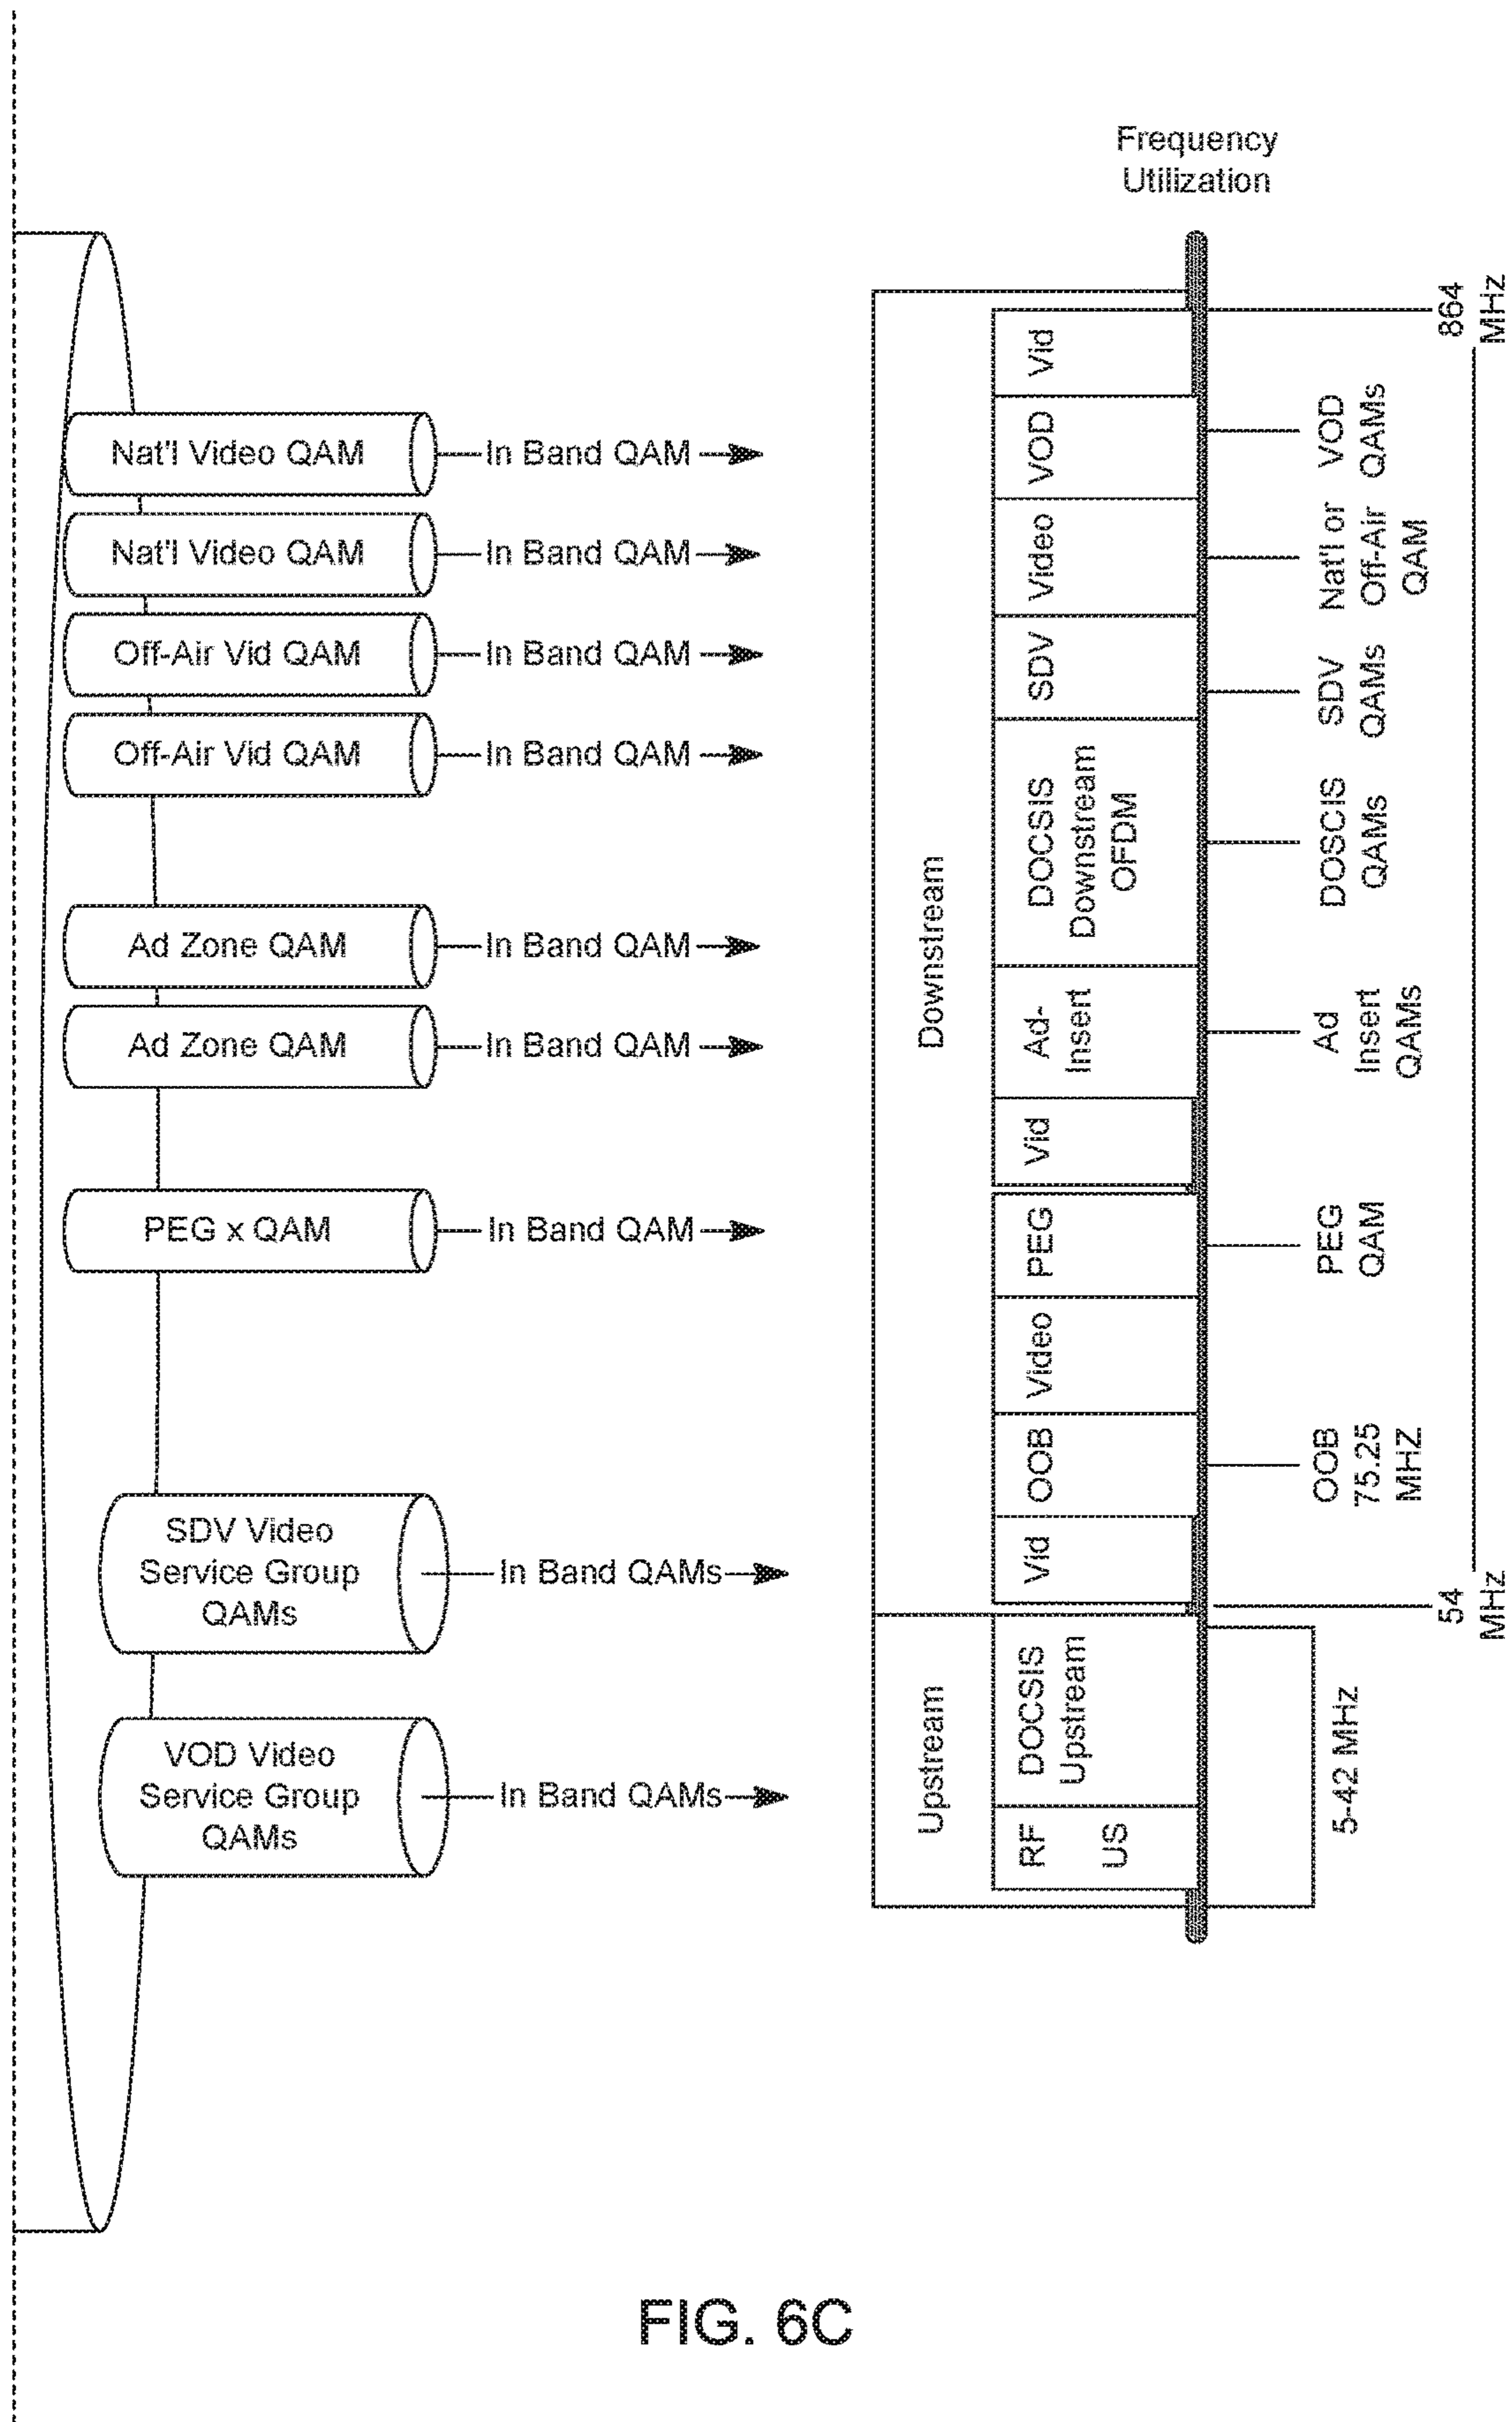 Frequency
Utilization
Nat'l Video QAM
In Band QAM
Nat'l Video QAM
In Band QAM
Off-Air Vid QAM
In Band QAM
Off-Air Vid QAM
In Band QAM
Ad Zone QAM
In Band QAM
Ad Zone QAM
In Band QAM
PEG x QAM
In Band QAM
SDV Video
Service Group
QAMs
In Band QAMs
VOD Video
Service Group
QAMs
In Band QAMs
Upstream
Downstream
RF
US
DOCSIS
Upstream
Vid
OOB
Video
PEG
Vid
Ad-
Insert
DOCSIS
Downstream
OFDM
SDV
Video
VOD
Vid
5-42 MHz
54
MHz
OOB
75.25
MHZ
PEG
QAM
Ad
Insert
QAMs
DOSCIS
QAMs
SDV
QAMs
Nat'l or
Off-Air
QAM
VOD
QAMs
864
MHz
FIG. 6C